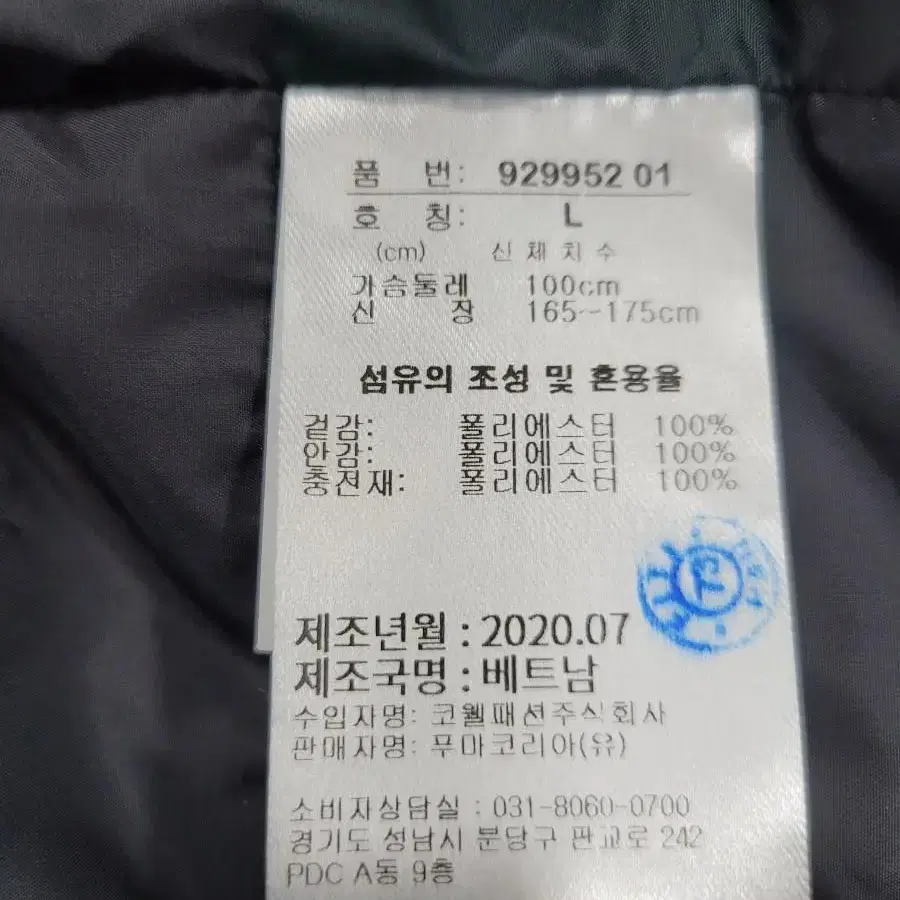 품 번: 929952 01
호 칭: L
(cm) 신체치수
가슴둘레 100cm
신 장 165~175cm
섬유의 조성 및 혼용율
겉감: 폴리에스터 100%
안감: 폴리에스터 100%
충전재: 폴리에스터 100%
제조년월 : 2020.07
제조국명 : 베트남
수입자명: 코웰패션주식회사
판매자명: 푸마코리아(유)
소비자상담실 : 031-8060-0700
경기도 성남시 분당구 판교로 242
PDC A동 9층